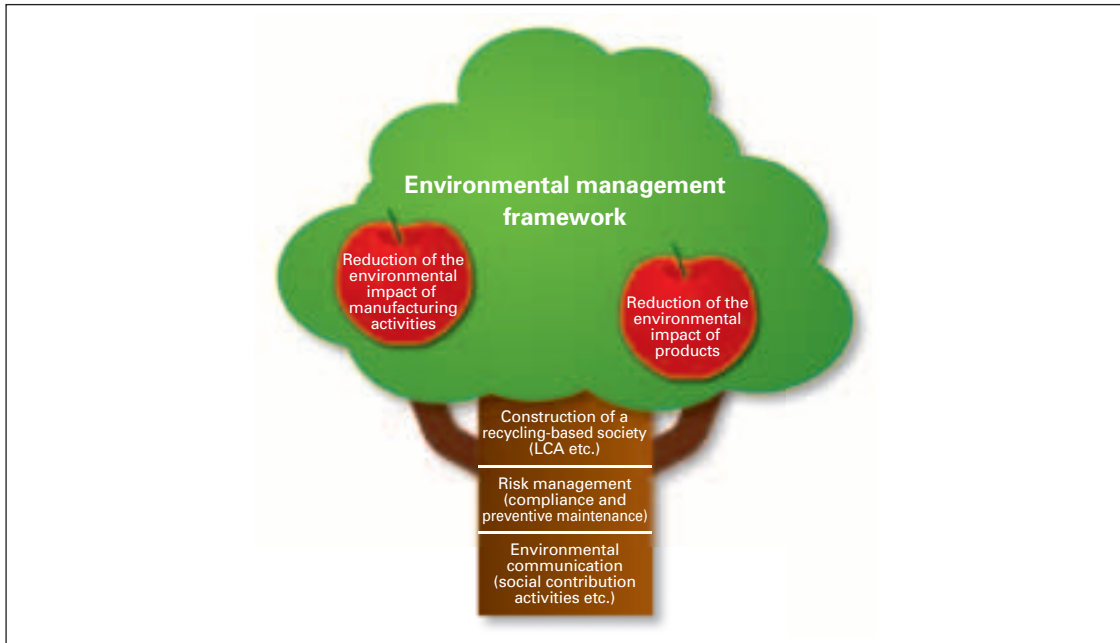 Environmental management
framework
Reduction of the
environmental
impact of
manufacturing
activities
Reduction of the
environmental
impact of
products
Construction of a
recycling-based society
(LCA etc.)
Risk management
(compliance and
preventive maintenance)
Environmental
communication
(social contribution
activities etc.)